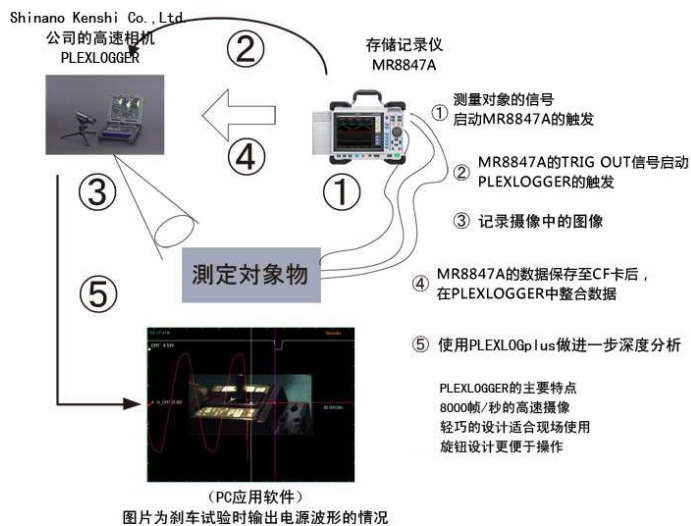 Shinano Kenshi Co.,Ltd.
公司的高速相机
PLEXLOGGER
②
存储记录仪
MR8847A
① 测量对象的信号
启动MR8847A的触发
④
② MR8847A的TRIG OUT信号启动
PLEXLOGGER的触发
③
①
③ 记录摄像中的图像
測定対象物
④ MR8847A的数据保存至CF卡后，
在PLEXLOGGER中整合数据
⑤
⑤ 使用PLEXLOGplus做进一步深度分析
PLEXLOGGER的主要特点
8000帧/秒的高速摄像
轻巧的设计适合现场使用
旋钮设计更便于操作
（PC应用软件）
图片为刹车试验时输出电源波形的情况